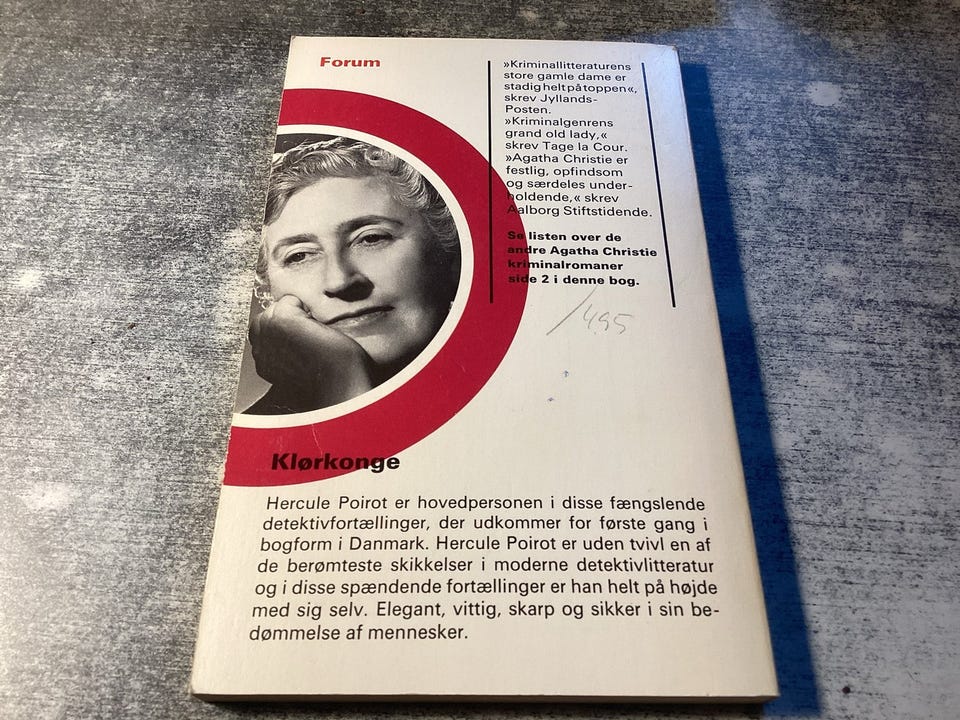 Forum
»Kriminallitteraturens
store gamle dame er
stadig helt på toppen«,
skrev Jyllands-
Posten.
»Kriminalgenrens
grand old lady,«
skrev Tage la Cour.
»Agatha Christie er
festlig, opfindsom
og særdeles under-
holdende,« skrev
Aalborg Stiftstidende.
Se listen over de
andre Agatha Christie
kriminalromaner
side 2 i denne bog.
495
Klørkonge
Hercule Poirot er hovedpersonen i disse fængslende
detektivfortællinger, der udkommer for første gang i
bogform i Danmark. Hercule Poirot er uden tvivl en af
de berømteste skikkelser i moderne detektivlitteratur
og i disse spændende fortællinger er han helt på højde
med sig selv. Elegant, vittig, skarp og sikker i sin be-
dømmelse af mennesker.